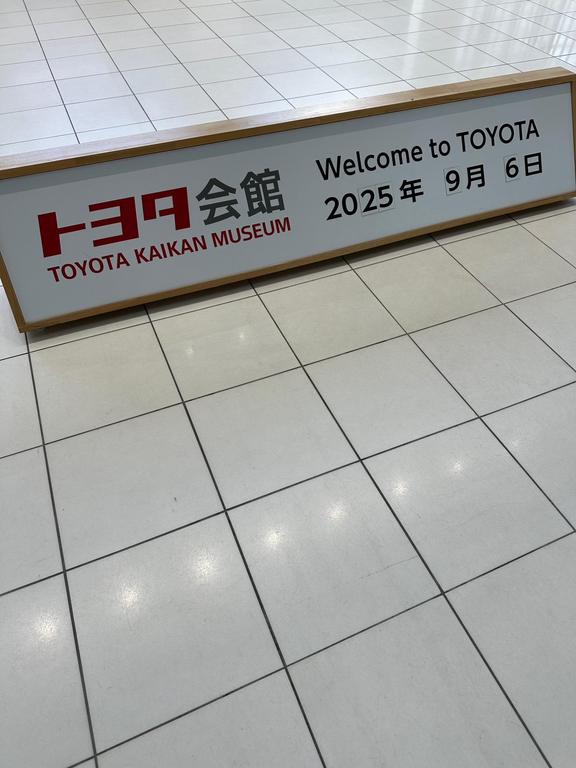 トヨタ会館
TOYOTA KAIKAN MUSEUM
Welcome to TOYOTA
2025年 9月 6日